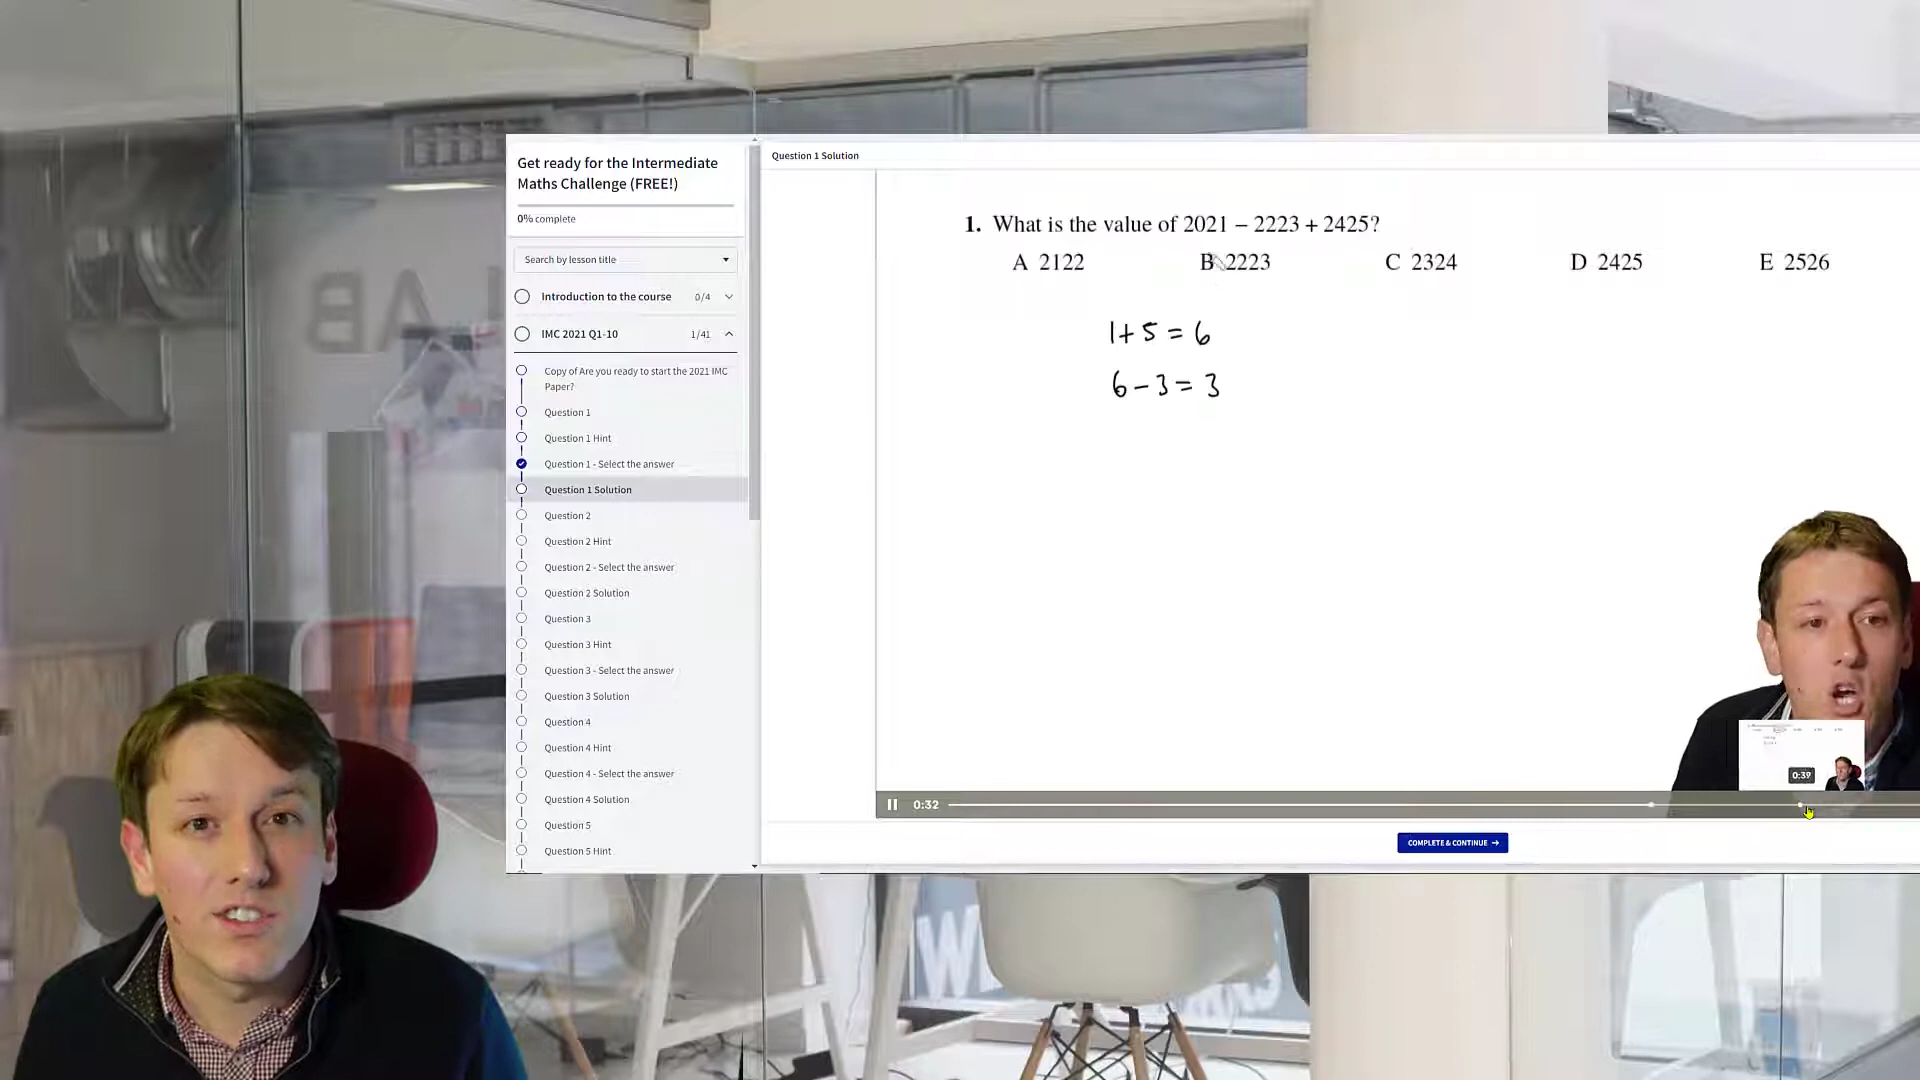 Get ready for the Intermediate
Maths Challenge (FREE!)
0% complete
Search by lesson title
Introduction to the course 0/4
IMC 2021 Q1-10 1/41
Copy of Are you ready to start the 2021 IMC
Paper?
Question 1
Question 1 Hint
Question 1 - Select the answer
Question 1 Solution
Question 2
Question 2 Hint
Question 2 - Select the answer
Question 2 Solution
Question 3
Question 3 Hint
Question 3 - Select the answer
Question 3 Solution
Question 4
Question 4 Hint
Question 4 - Select the answer
Question 4 Solution
Question 5
Question 5 Hint
Question 1 Solution
1. What is the value of 2021 – 2223 + 2425?
A 2122 B 2223 C 2324 D 2425 E 2526
1 + 5 = 6
6 – 3 = 3
0:39
0:32
COMPLETE & CONTINUE →